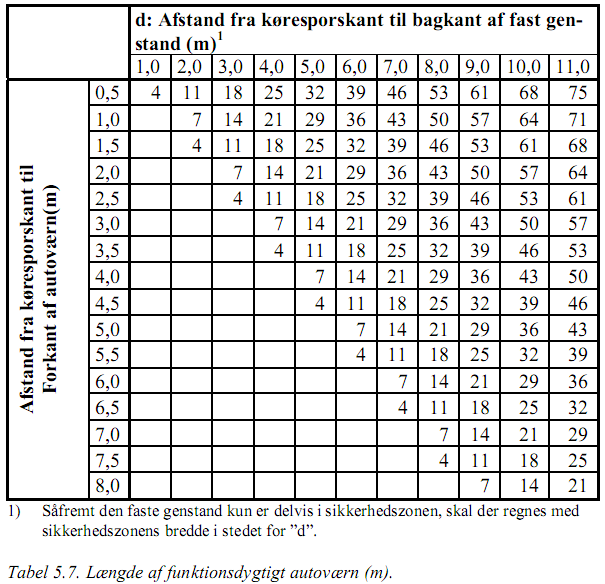 d: Afstand fra køresporskant til bagkant af fast gen-
stand (m)1
1,0 2,0 3,0 4,0 5,0 6,0 7,0 8,0 9,0 10,0 11,0
Afstand fra køresporskant til
Forkant af autoværn(m)
0,5 4 11 18 25 32 39 46 53 61 68 75
1,0 7 14 21 29 36 43 50 57 64 71
1,5 4 11 18 25 32 39 46 53 61 68
2,0 7 14 21 29 36 43 50 57 64
2,5 4 11 18 25 32 39 46 53 61
3,0 7 14 21 29 36 43 50 57
3,5 4 11 18 25 32 39 46 53
4,0 7 14 21 29 36 43 50
4,5 4 11 18 25 32 39 46
5,0 7 14 21 29 36 43
5,5 4 11 18 25 32 39
6,0 7 14 21 29 36
6,5 4 11 18 25 32
7,0 7 14 21 29
7,5 4 11 18 25
8,0 7 14 21
1) Såfremt den faste genstand kun er delvis i sikkerhedszonen, skal der regnes med
sikkerhedszonens bredde i stedet for ”d”.
Tabel 5.7. Længde af funktionsdygtigt autoværn (m).